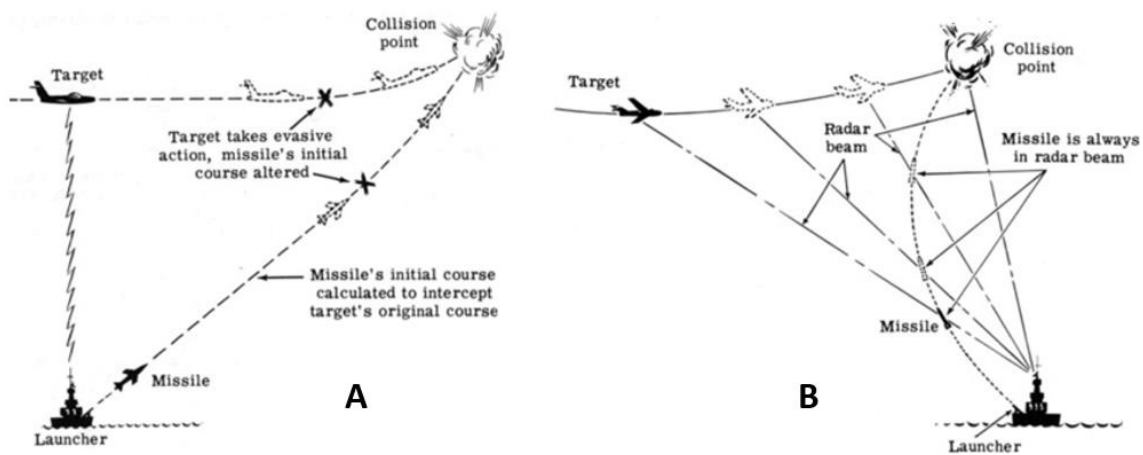 Collision
point
Target
Target takes evasive
action, missile's initial
course altered
Missile's initial course
calculated to intercept
target's original course
Missile
Launcher
A
Collision
point
Target
Radar
beam
Missile is always
in radar beam
Missile
Launcher
B